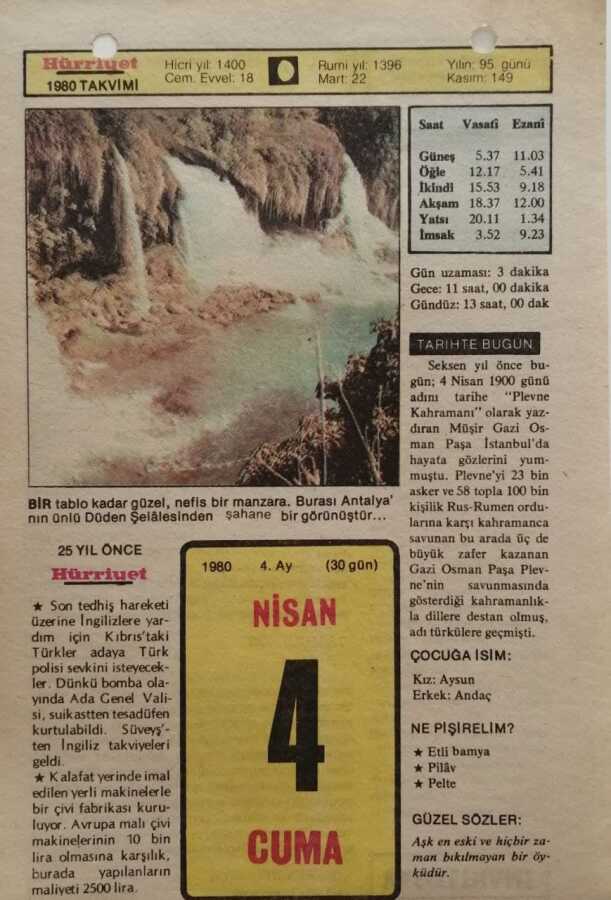 Hürriyet
1980 TAKVİMİ
Hicri yıl: 1400
Cem. Evvel: 18
Rumi yıl: 1396
Mart: 22
Yılın: 95. günü
Kasım: 149
Saat Vasatî Ezanî
Güneş 5.37 11.03
Öğle 12.17 5.41
İkindi 15.53 9.18
Akşam 18.37 12.00
Yatsı 20.11 1.34
İmsak 3.52 9.23
Gün uzaması: 3 dakika
Gece: 11 saat, 00 dakika
Gündüz: 13 saat, 00 dak
BİR tablo kadar güzel, nefis bir manzara. Burası Antalya'
nın ünlü Düden Şelâlesinden şahane bir görünüştür...
TARİHTE BUGÜN
Seksen yıl önce bu-
gün; 4 Nisan 1900 günü
adını tarihe "Plevne
Kahramanı" olarak yaz-
dıran Müşir Gazi Os-
man Paşa İstanbul'da
hayata gözlerini yum-
muştu. Plevne'yi 23 bin
asker ve 58 topla 100 bin
kişilik Rus-Rumen ordu-
larına karşı kahramanca
savunan bu arada üç de
büyük zafer kazanan
Gazi Osman Paşa Plev-
ne'nin savunmasında
gösterdiği kahramanlık-
la dillere destan olmuş,
adı türkülere geçmişti.
ÇOCUĞA İSİM:
Kız: Aysun
Erkek: Andaç
NE PİŞİRELİM?
★ Etli bamya
★ Pilâv
★ Pelte
GÜZEL SÖZLER:
Aşk en eski ve hiçbir za-
man bıkılmayan bir öy-
küdür.
25 YIL ÖNCE
Hürriyet
★ Son tedhiş hareketi
üzerine İngilizlere yar-
dım için Kıbrıs'taki
Türkler adaya Türk
polisi sevkini isteyecek-
ler. Dünkü bomba ola-
yında Ada Genel Vali-
si, suikastten tesadüfen
kurtulabildi. Süveyş'-
ten İngiliz takviyeleri
geldi.
★ Kalafat yerinde imal
edilen yerli makinelerle
bir çivi fabrikası kuru-
luyor. Avrupa malı çivi
makinelerinin 10 bin
lira olmasına karşılık,
burada yapılanların
maliyeti 2500 lira.
1980 4. Ay (30 gün)
NİSAN
4
CUMA